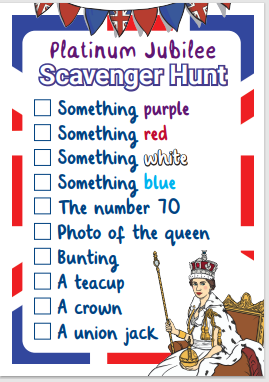 Platinum Jubilee
Scavenger Hunt
Something purple
Something red
Something white
Something blue
The number 70
Photo of the queen
Bunting
A teacup
A crown
A union jack